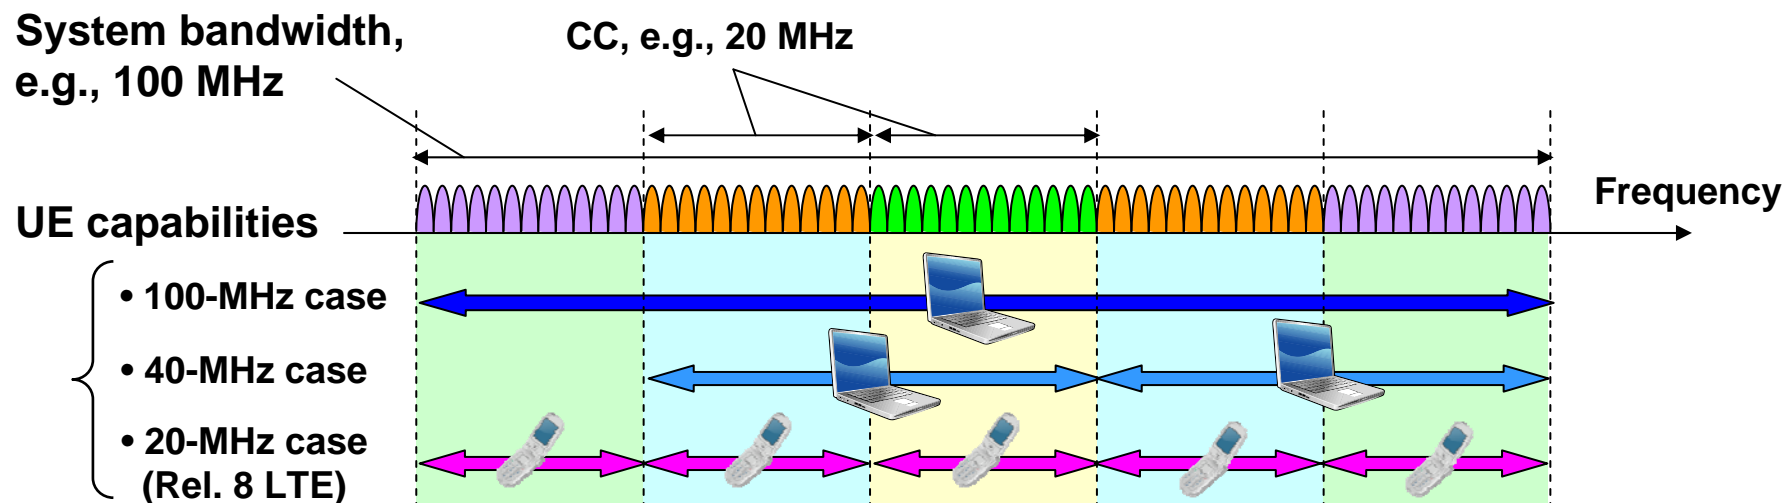 System bandwidth,
e.g., 100 MHz
CC, e.g., 20 MHz
Frequency
UE capabilities
• 100-MHz case
• 40-MHz case
• 20-MHz case
(Rel. 8 LTE)